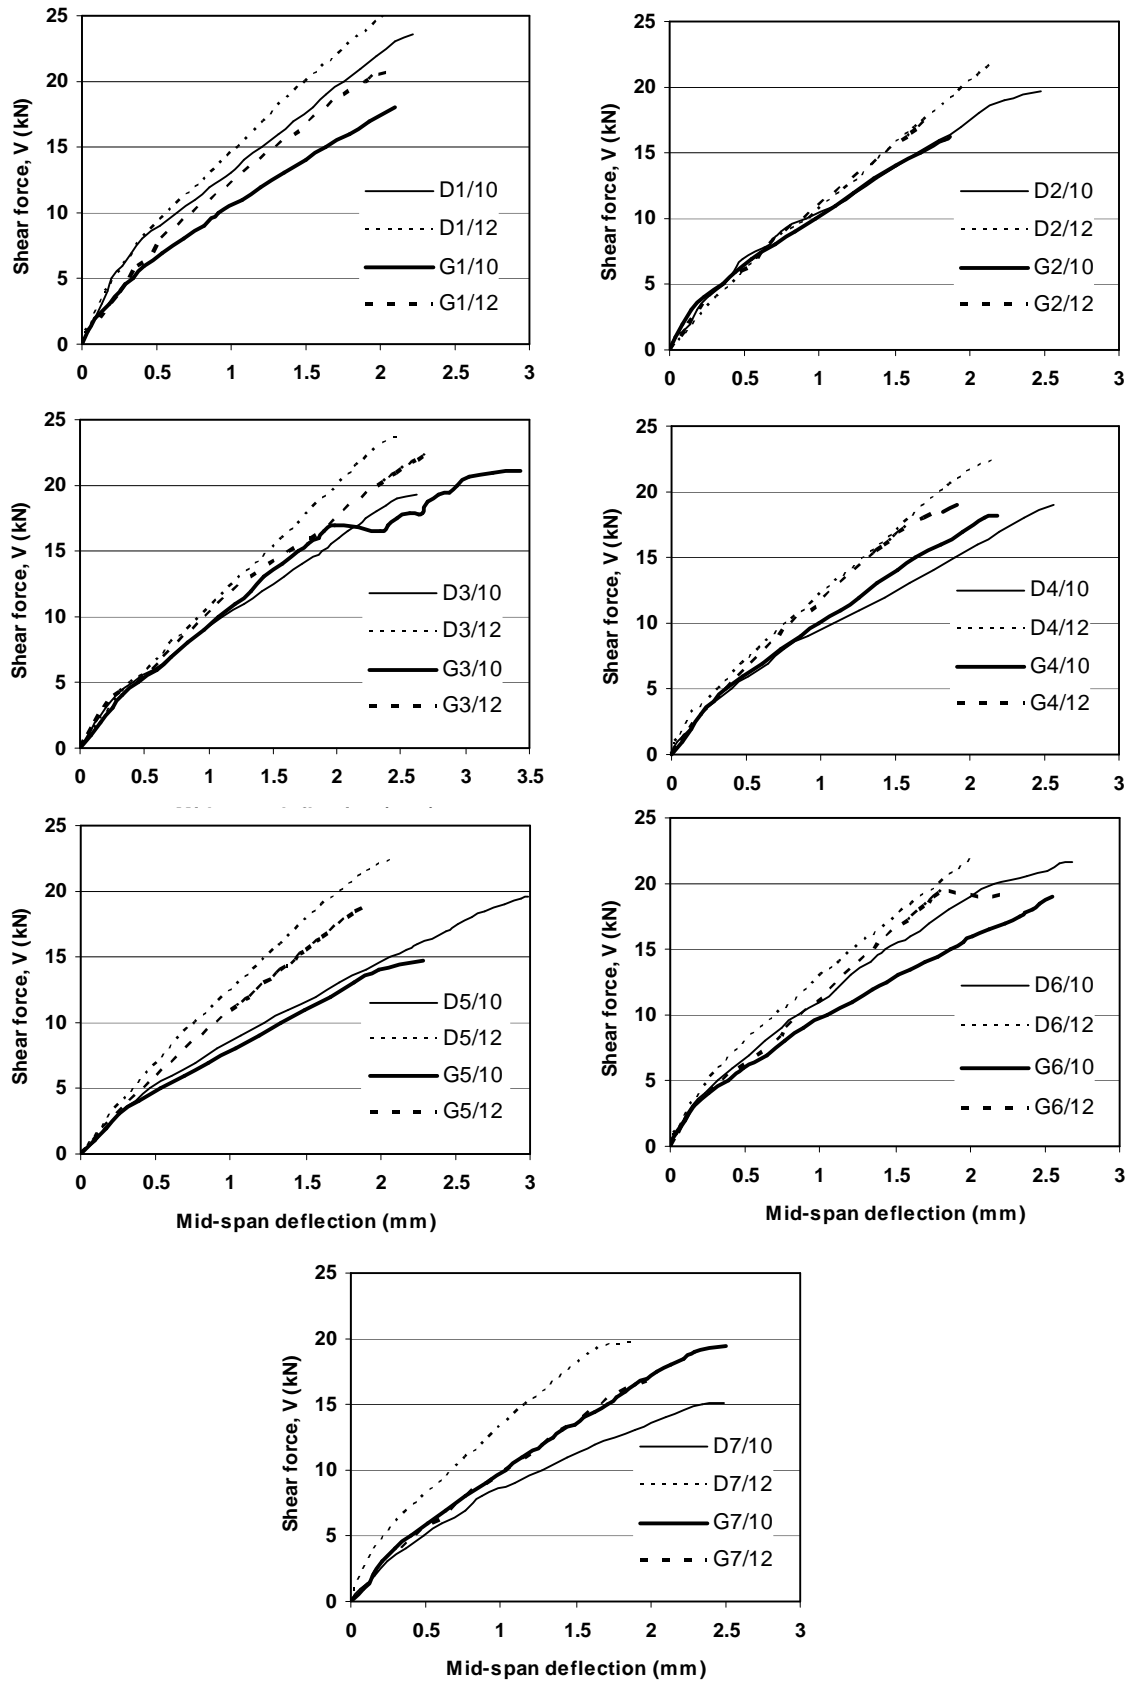 25
20
15
10
5
0
Shear force, V (kN)
D1/10
D1/12
G1/10
G1/12
0 0.5 1 1.5 2 2.5 3
25
20
15
10
5
0
Shear force, V (kN)
D2/10
D2/12
G2/10
G2/12
0 0.5 1 1.5 2 2.5 3
25
20
15
10
5
0
Shear force, V (kN)
D3/10
D3/12
G3/10
G3/12
0 0.5 1 1.5 2 2.5 3 3.5
25
20
15
10
5
0
Shear force, V (kN)
D4/10
D4/12
G4/10
G4/12
0 0.5 1 1.5 2 2.5 3
25
20
15
10
5
0
Shear force, V (kN)
D5/10
D5/12
G5/10
G5/12
0 0.5 1 1.5 2 2.5 3
Mid-span deflection (mm)
25
20
15
10
5
0
Shear force, V (kN)
D6/10
D6/12
G6/10
G6/12
0 0.5 1 1.5 2 2.5 3
Mid-span deflection (mm)
25
20
15
10
5
0
Shear force, V (kN)
D7/10
D7/12
G7/10
G7/12
0 0.5 1 1.5 2 2.5 3
Mid-span deflection (mm)